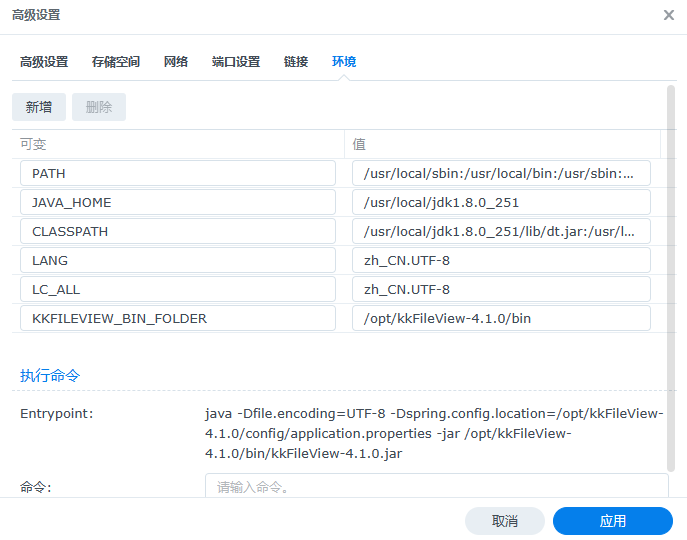 高级设置
高级设置 存储空间 网络 端口设置 链接 环境
新增 删除
可变 值
PATH /usr/local/sbin:/usr/local/bin:/usr/sbin:...
JAVA_HOME /usr/local/jdk1.8.0_251
CLASSPATH /usr/local/jdk1.8.0_251/lib/dt.jar:/usr/l...
LANG zh_CN.UTF-8
LC_ALL zh_CN.UTF-8
KKFILEVIEW_BIN_FOLDER /opt/kkFileView-4.1.0/bin
执行命令
Entrypoint: java -Dfile.encoding=UTF-8 -Dspring.config.location=/opt/kkFileView-
4.1.0/config/application.properties -jar /opt/kkFileView-
4.1.0/bin/kkFileView-4.1.0.jar
命令: 请输入命令。
取消 应用